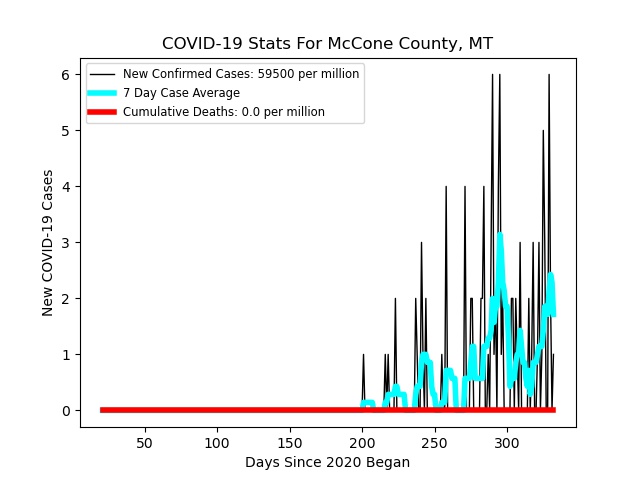 COVID-19 Stats For McCone County, MT
New Confirmed Cases: 59500 per million
7 Day Case Average
Cumulative Deaths: 0.0 per million
New COVID-19 Cases
6
5
4
3
2
1
0
50 100 150 200 250 300
Days Since 2020 Began